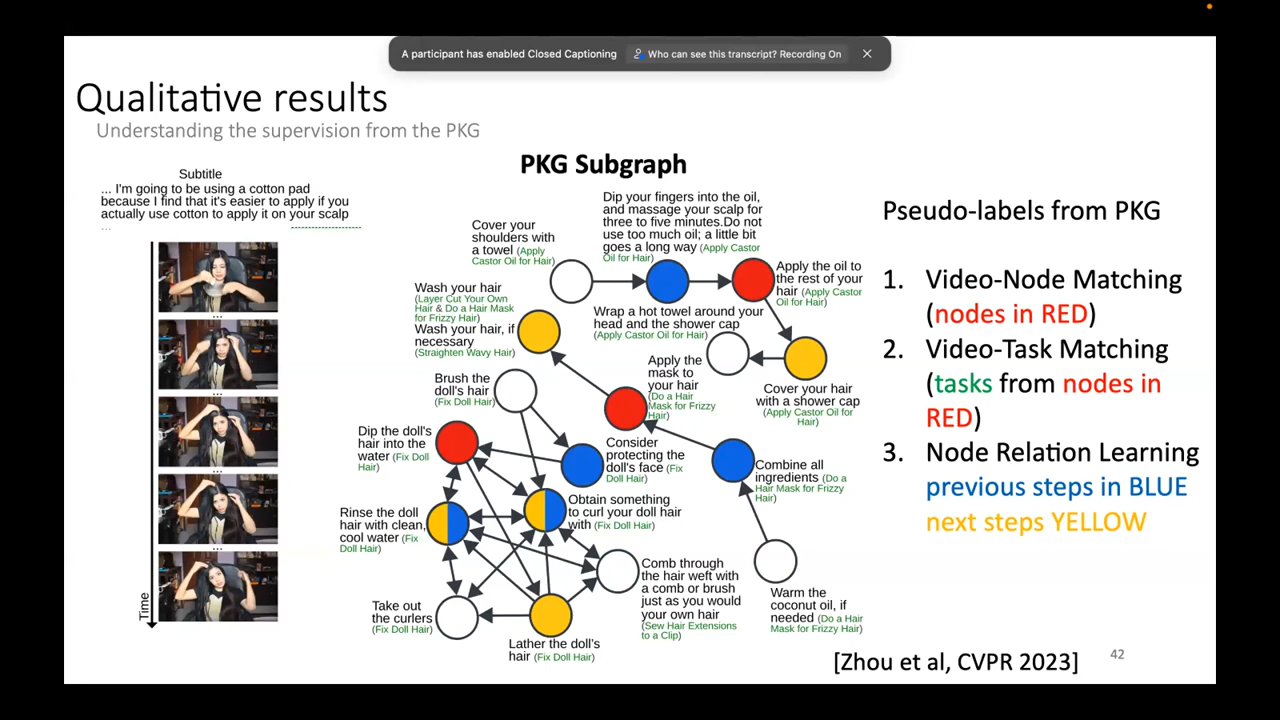 A participant has enabled Closed Captioning
Who can see this transcript? Recording On
Qualitative results
Understanding the supervision from the PKG
Subtitle
... I'm going to be using a cotton pad
because I find that it's easier to apply if you
actually use cotton to apply it on your scalp
...
...
...
...
...
Time
PKG Subgraph
Cover your
shoulders with
a towel (Apply
Castor Oil for Hair)
Dip your fingers into the oil,
and massage your scalp for
three to five minutes.Do not
use too much oil; a little bit
goes a long way (Apply Castor
Oil for Hair)
Apply the oil to
the rest of your
hair (Apply Castor
Oil for Hair)
Wash your hair
(Layer Cut Your Own
Hair & Do a Hair Mask
for Frizzy Hair)
Wash your hair, if
necessary
(Straighten Wavy Hair)
Wrap a hot towel around your
head and the shower cap
(Apply Castor Oil for Hair)
Cover your hair
with a shower cap
(Apply Castor Oil for
Hair)
Apply the
mask to
your hair
(Do a Hair
Mask for Frizzy
Hair)
Brush the
doll's hair
(Fix Doll Hair)
Dip the doll's
hair into the
water (Fix Doll
Hair)
Consider
protecting the
doll's face (Fix
Doll Hair)
Combine all
ingredients (Do a
Hair Mask for Frizzy
Hair)
Obtain something
to curl your doll hair
with (Fix Doll Hair)
Rinse the doll
hair with clean,
cool water (Fix
Doll Hair)
Comb through
the hair weft with
a comb or brush
just as you would
your own hair
(Sew Hair Extensions
to a Clip)
Warm the
coconut oil, if
needed (Do a Hair
Mask for Frizzy Hair)
Take out
the curlers
(Fix Doll Hair)
Lather the doll's
hair (Fix Doll Hair)
Pseudo-labels from PKG
1. Video-Node Matching
(nodes in RED)
2. Video-Task Matching
(tasks from nodes in
RED)
3. Node Relation Learning
previous steps in BLUE
next steps YELLOW
[Zhou et al, CVPR 2023]
42